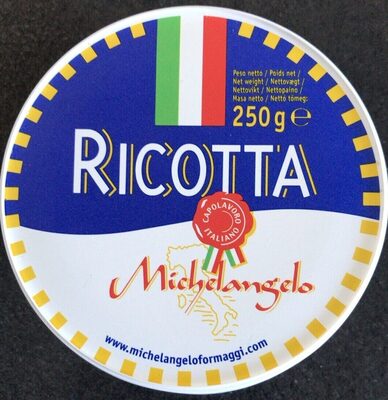 Peso netto / Poids net /
Net weight / Nettovægt /
Nettovikt / Nettopaino /
Masa netto / Nettó tömeg:
250 g ℮
RICOTTA
CAPOLAVORO
ITALIANO
Michelangelo
www.michelangeloformaggi.com